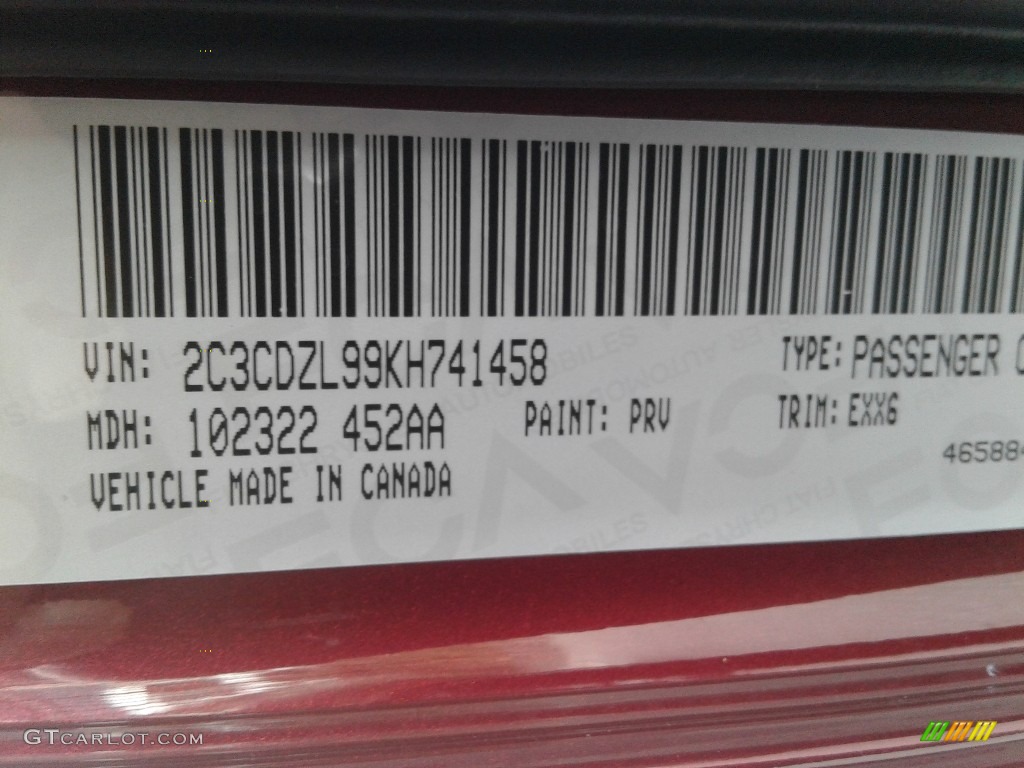 VIN: 2C3CDZL99KH741458 TYPE: PASSENGER
MDH: 102322 452AA PAINT: PRV TRIM: EXX6
46588
VEHICLE MADE IN CANADA
GTCARLOT.COM